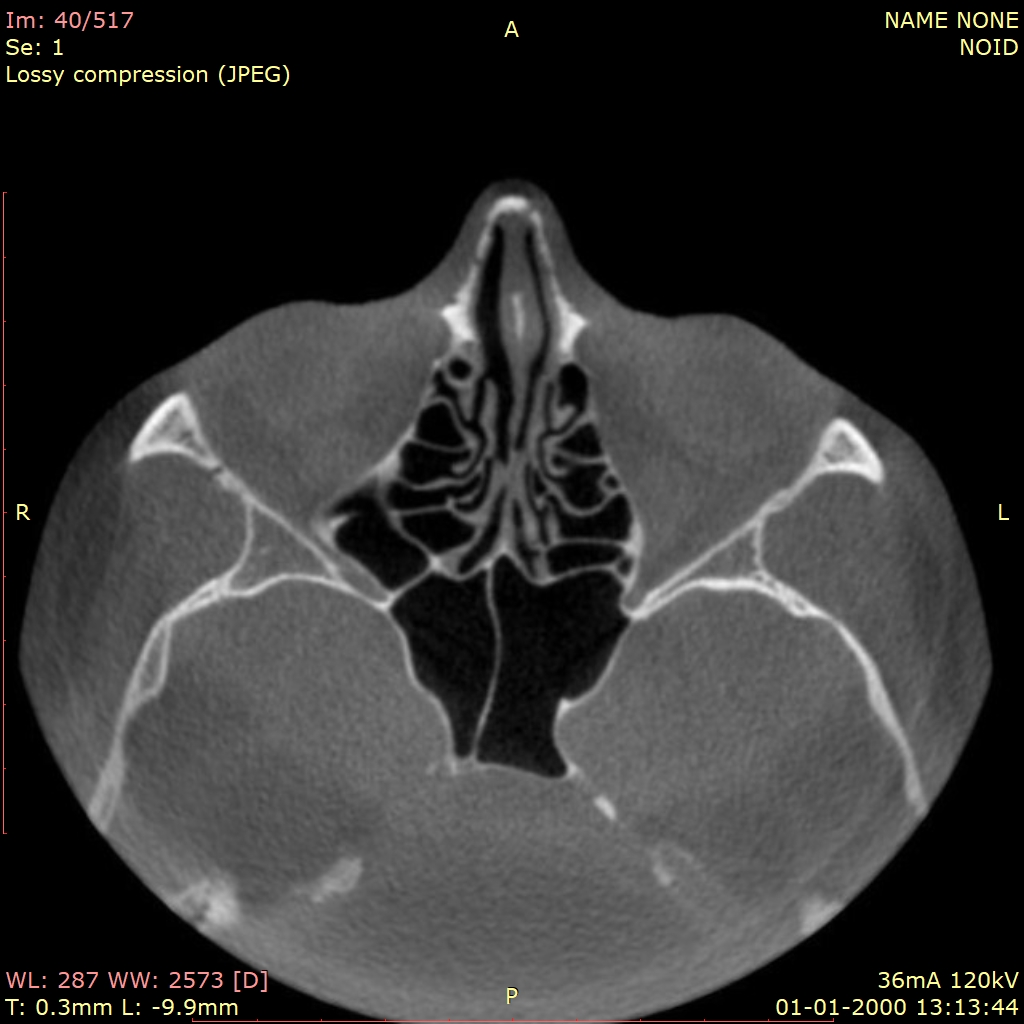 Im: 40/517
Se: 1
Lossy compression (JPEG)
A
NAME NONE
NOID
R
L
WL: 287 WW: 2573 [D]
T: 0.3mm L: -9.9mm
P
36mA 120kV
01-01-2000 13:13:44